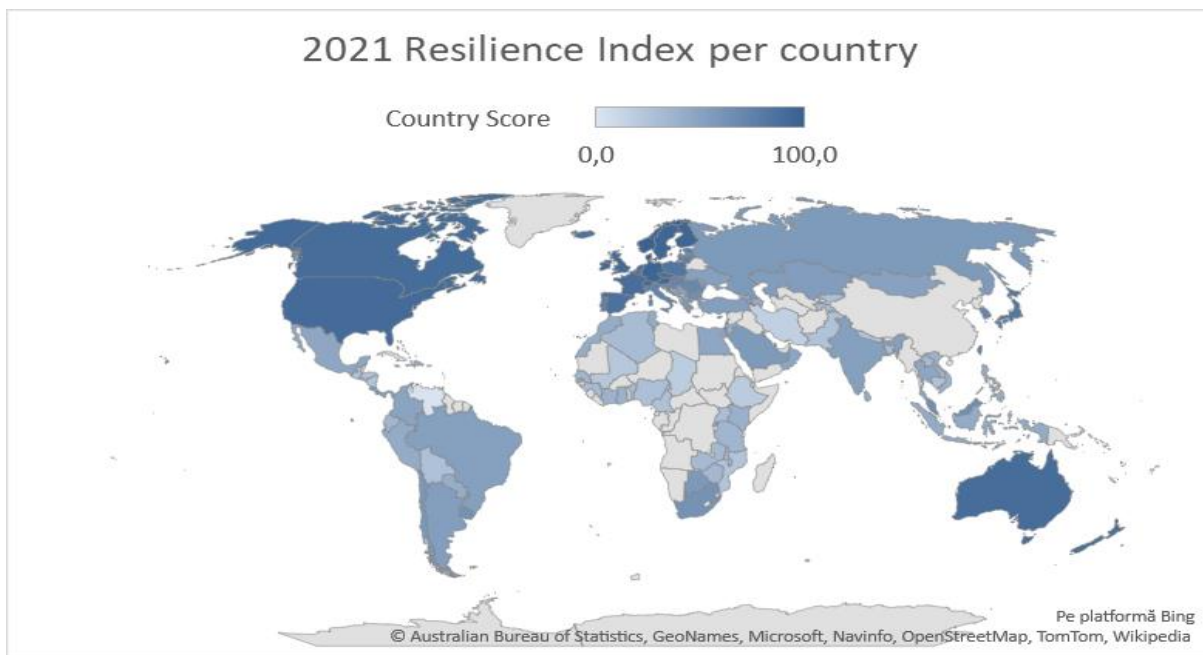 2021 Resilience Index per country
Country Score
0,0 100,0
Pe platformă Bing
© Australian Bureau of Statistics, GeoNames, Microsoft, Navinfo, OpenStreetMap, TomTom, Wikipedia